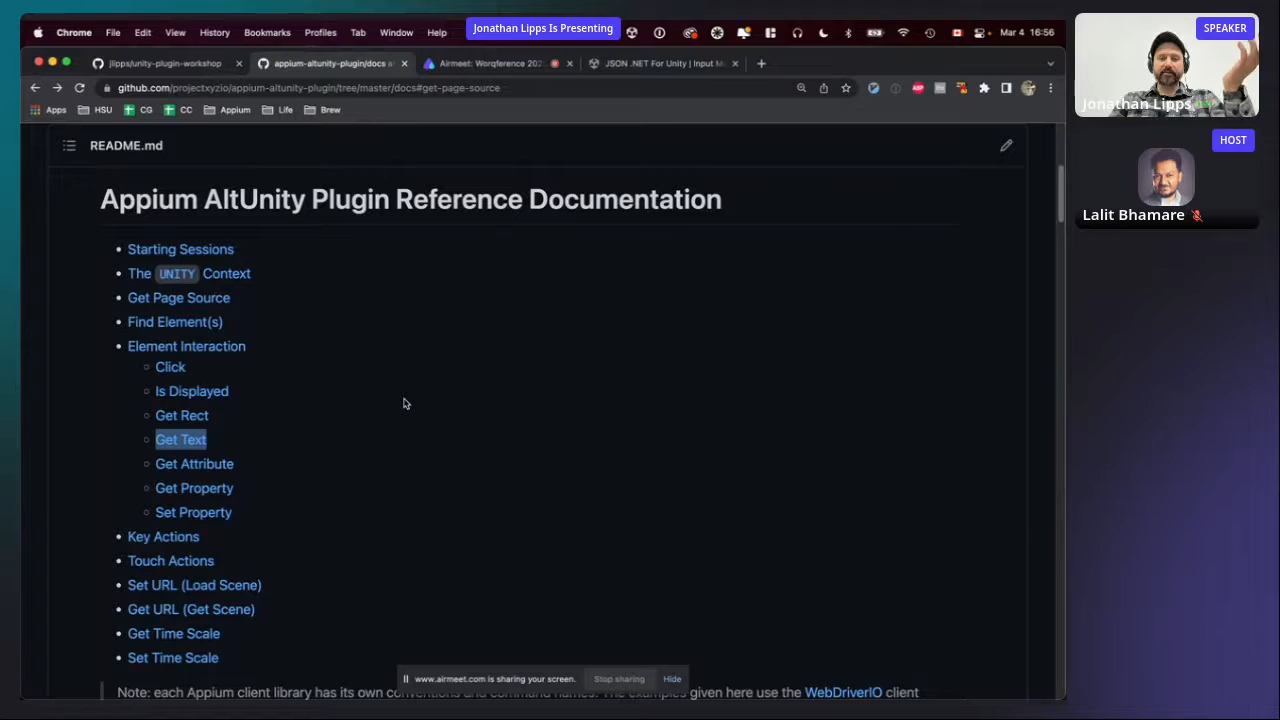 Jonathan Lipps Is Presenting
Chrome File Edit View History Bookmarks Profiles Tab Window Help Mar 4 16:56
jlipps/unity-plugin-workshop
appium-altunity-plugin/docs a
Airmeet: Worqference 202
JSON .NET For Unity | Input M
github.com/projectxyzio/appium-altunity-plugin/tree/master/docs#get-page-source
Apps HSU CG CC Appium Life Brew
README.md
Appium AltUnity Plugin Reference Documentation
Starting Sessions
The UNITY Context
Get Page Source
Find Element(s)
Element Interaction
Click
Is Displayed
Get Rect
Get Text
Get Attribute
Get Property
Set Property
Key Actions
Touch Actions
Set URL (Load Scene)
Get URL (Get Scene)
Get Time Scale
Set Time Scale
Note: each Appium client library has its own conventions and command names. The examples given here use the WebDriverIO client
www.airmeet.com is sharing your screen. Stop sharing Hide
SPEAKER
Jonathan Lipps
HOST
Lalit Bhamare